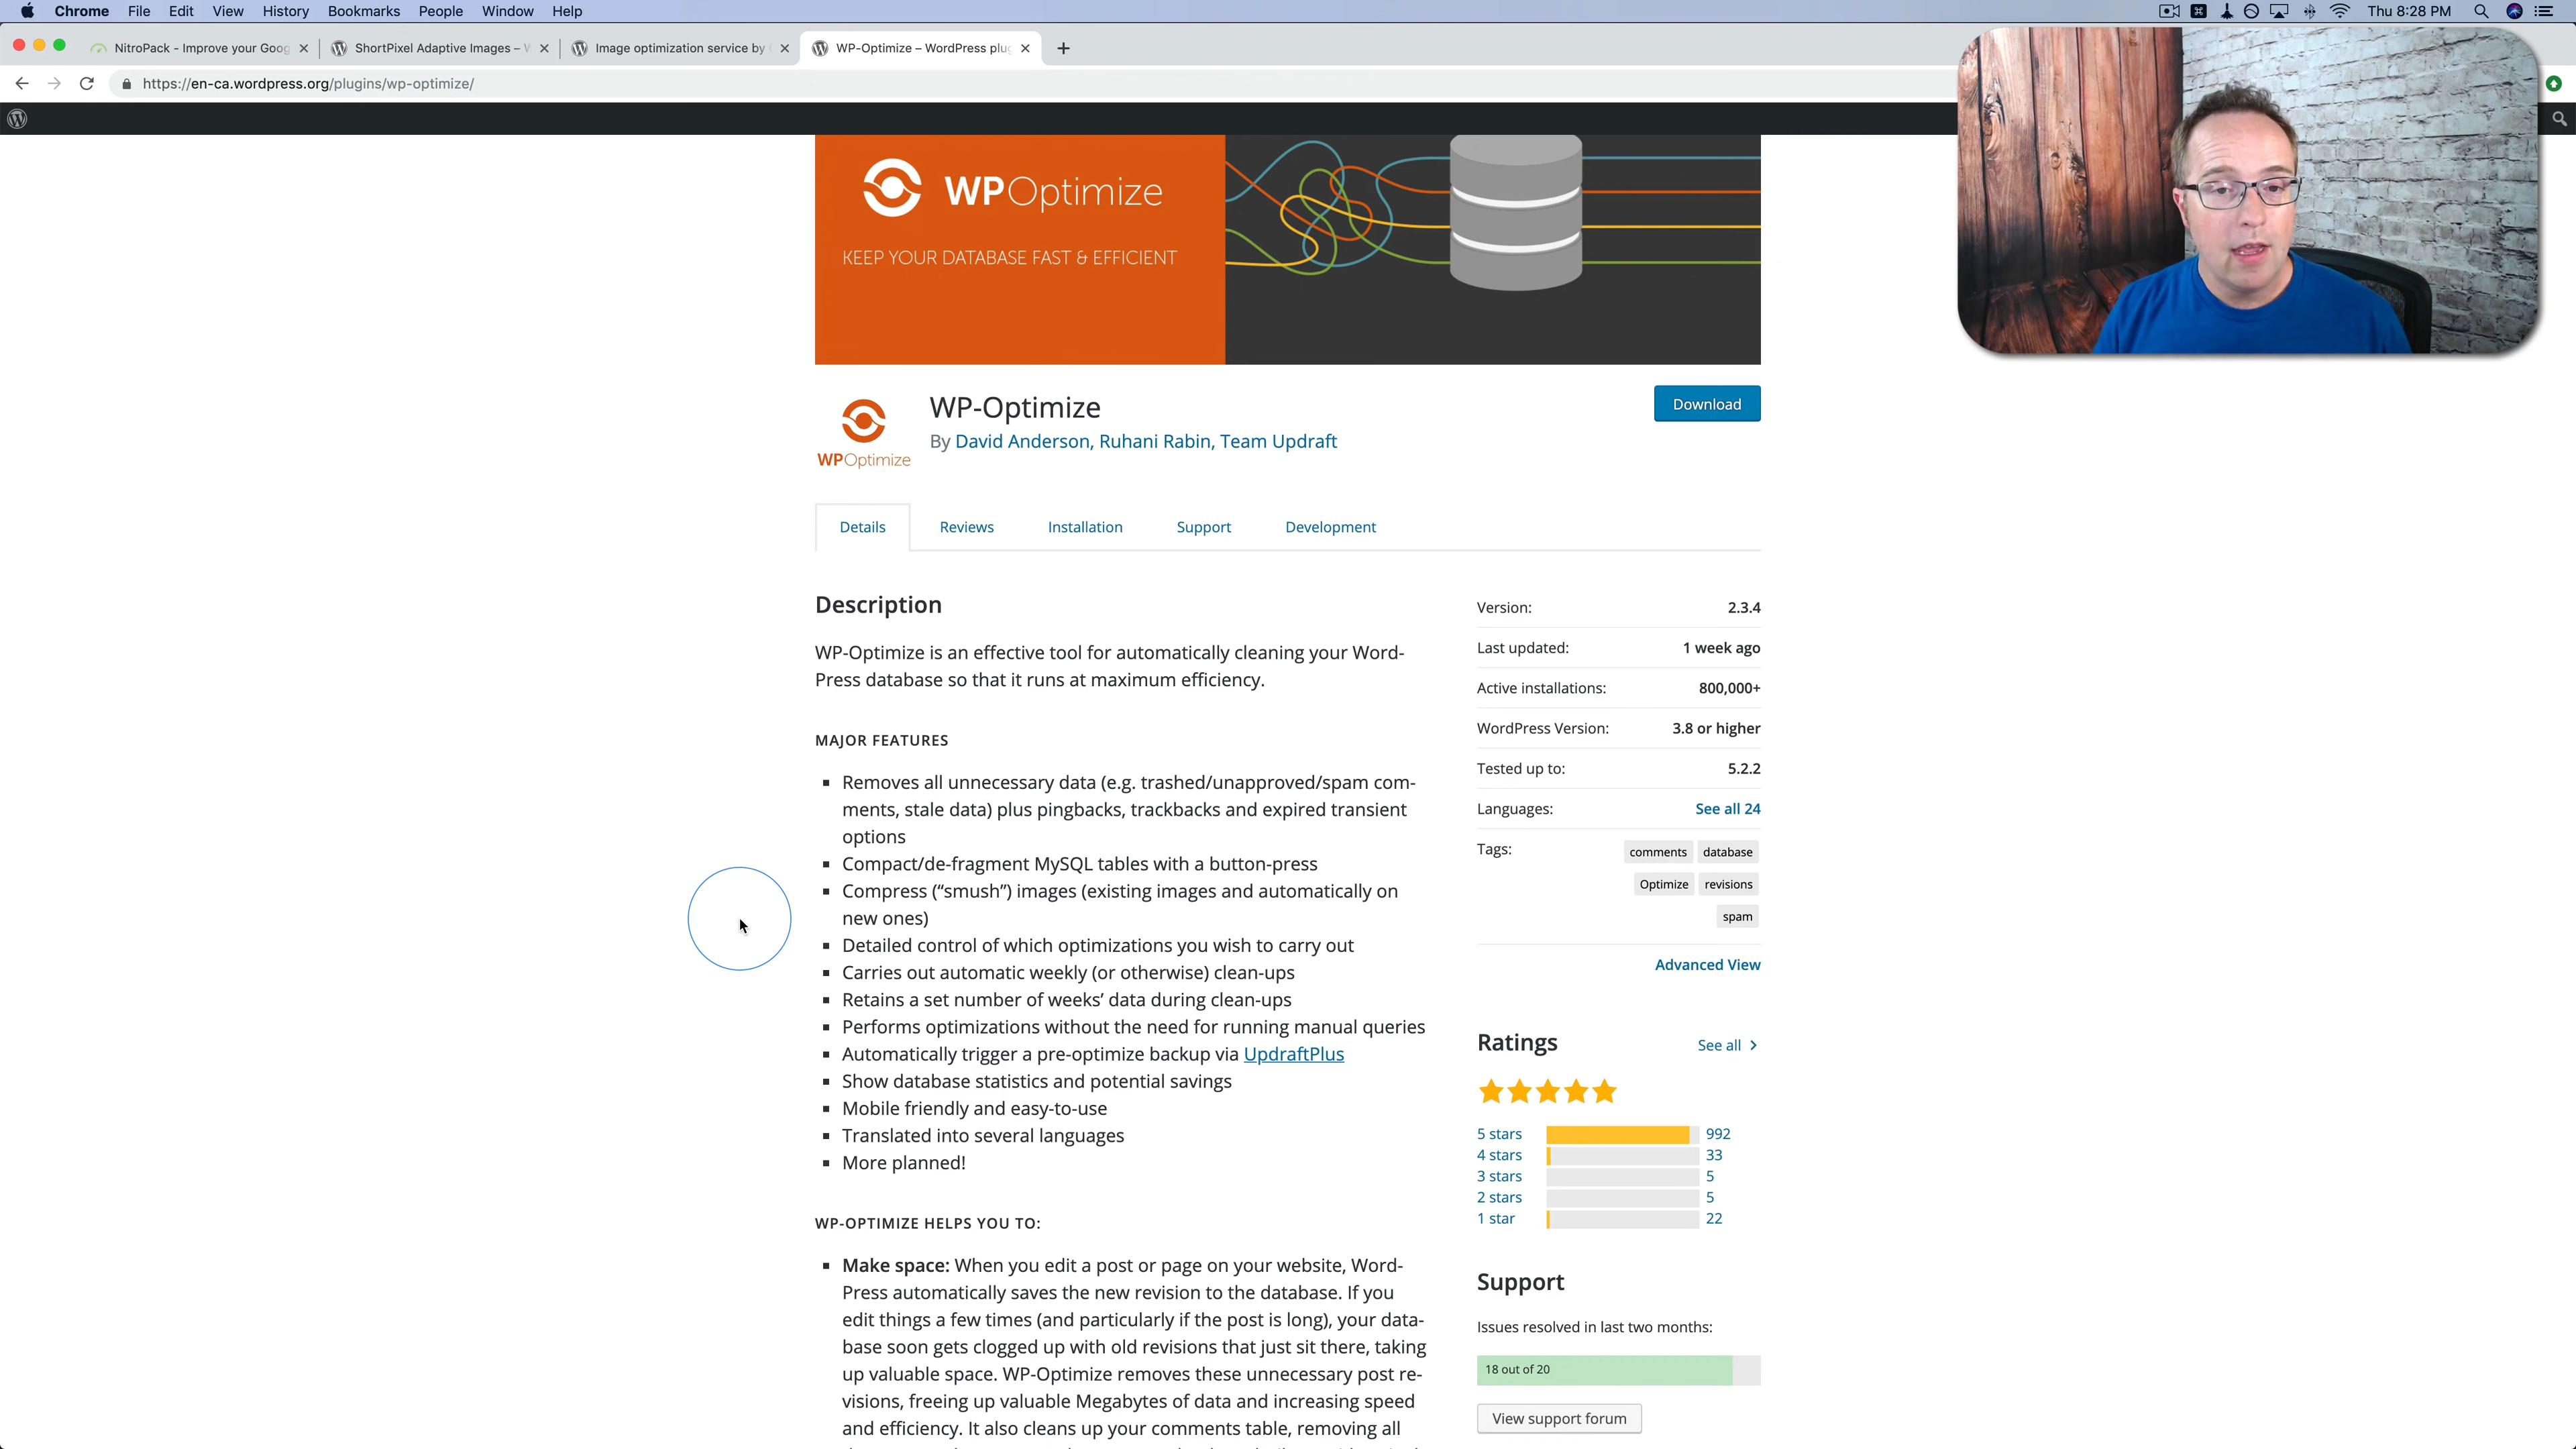 Chrome File Edit View History Bookmarks People Window Help
Thu 8:28 PM
NitroPack - Improve your Goog
ShortPixel Adaptive Images – W
Image optimization service by
WP-Optimize – WordPress plug
https://en-ca.wordpress.org/plugins/wp-optimize/
WPOptimize
KEEP YOUR DATABASE FAST & EFFICIENT
WPOptimize
WP-Optimize
By David Anderson, Ruhani Rabin, Team Updraft
Download
Details Reviews Installation Support Development
Description
WP-Optimize is an effective tool for automatically cleaning your Word-
Press database so that it runs at maximum efficiency.
MAJOR FEATURES
Removes all unnecessary data (e.g. trashed/unapproved/spam com-
ments, stale data) plus pingbacks, trackbacks and expired transient
options
Compact/de-fragment MySQL tables with a button-press
Compress (“smush”) images (existing images and automatically on
new ones)
Detailed control of which optimizations you wish to carry out
Carries out automatic weekly (or otherwise) clean-ups
Retains a set number of weeks’ data during clean-ups
Performs optimizations without the need for running manual queries
Automatically trigger a pre-optimize backup via UpdraftPlus
Show database statistics and potential savings
Mobile friendly and easy-to-use
Translated into several languages
More planned!
WP-OPTIMIZE HELPS YOU TO:
Make space: When you edit a post or page on your website, Word-
Press automatically saves the new revision to the database. If you
edit things a few times (and particularly if the post is long), your data-
base soon gets clogged up with old revisions that just sit there, taking
up valuable space. WP-Optimize removes these unnecessary post re-
visions, freeing up valuable Megabytes of data and increasing speed
and efficiency. It also cleans up your comments table, removing all
Version: 2.3.4
Last updated: 1 week ago
Active installations: 800,000+
WordPress Version: 3.8 or higher
Tested up to: 5.2.2
Languages: See all 24
Tags: comments database
Optimize revisions
spam
Advanced View
Ratings See all
5 stars 992
4 stars 33
3 stars 5
2 stars 5
1 star 22
Support
Issues resolved in last two months:
18 out of 20
View support forum